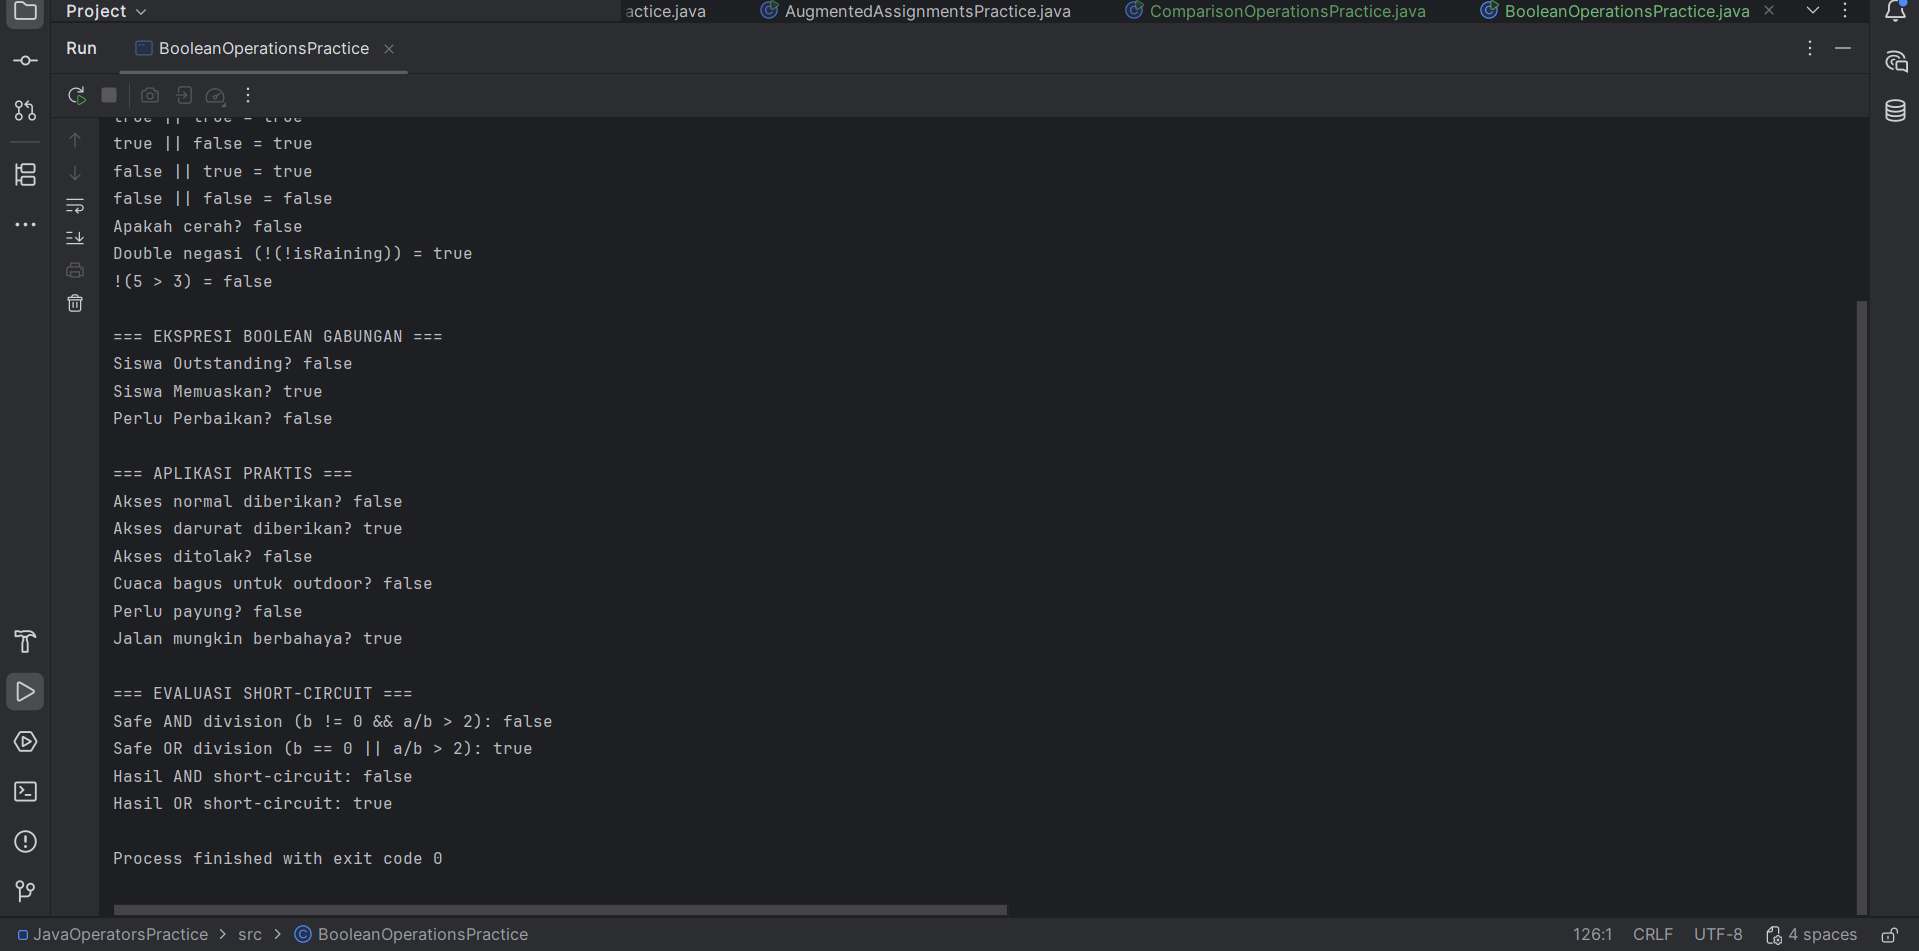 Project
actice.java AugmentedAssignmentsPractice.java ComparisonOperationsPractice.java BooleanOperationsPractice.java
Run BooleanOperationsPractice
true || true = true
true || false = true
false || true = true
false || false = false
Apakah cerah? false
Double negasi (!(!isRaining)) = true
!(5 > 3) = false
=== EKSPRESI BOOLEAN GABUNGAN ===
Siswa Outstanding? false
Siswa Memuaskan? true
Perlu Perbaikan? false
=== APLIKASI PRAKTIS ===
Akses normal diberikan? false
Akses darurat diberikan? true
Akses ditolak? false
Cuaca bagus untuk outdoor? false
Perlu payung? false
Jalan mungkin berbahaya? true
=== EVALUASI SHORT-CIRCUIT ===
Safe AND division (b != 0 && a/b > 2): false
Safe OR division (b == 0 || a/b > 2): true
Hasil AND short-circuit: false
Hasil OR short-circuit: true
Process finished with exit code 0
JavaOperatorsPractice > src > BooleanOperationsPractice 126:1 CRLF UTF-8 4 spaces